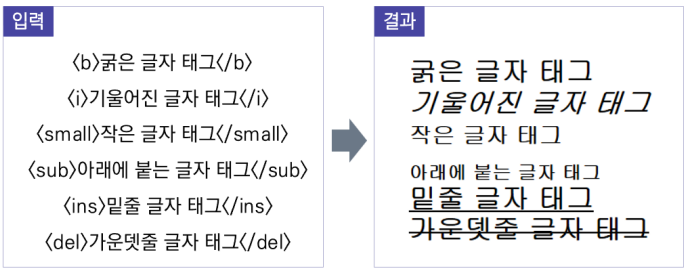 입력
<b>굵은 글자 태그</b>
<i>기울어진 글자 태그</i>
<small>작은 글자 태그</small>
<sub>아래에 붙는 글자 태그</sub>
<ins>밑줄 글자 태그</ins>
<del>가운뎃줄 글자 태그</del>
결과
굵은 글자 태그
기울어진 글자 태그
작은 글자 태그
아래에 붙는 글자 태그
밑줄 글자 태그
가운뎃줄 글자 태그